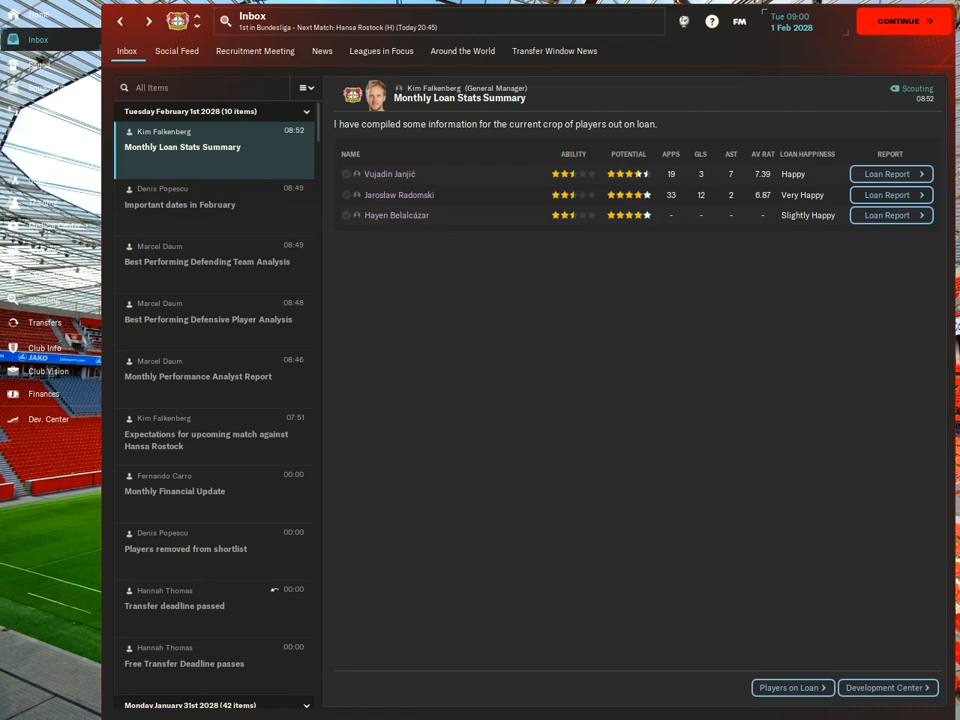 Inbox
1st in Bundesliga - Next Match: Hansa Rostock (H) (Today 20:45)
?
FM
Tue 09:00
1 Feb 2028
CONTINUE
Home
Inbox
Transfers
Club Info
JAKO
Club Vision
Finances
Dev. Center
Inbox
Social Feed
Recruitment Meeting
News
Leagues in Focus
Around the World
Transfer Window News
All Items
Tuesday February 1st 2028 (10 items)
Kim Falkenberg 08:52
Monthly Loan Stats Summary
Denis Popescu 08:49
Important dates in February
Marcel Daum 08:49
Best Performing Defending Team Analysis
Marcel Daum 08:48
Best Performing Defensive Player Analysis
Marcel Daum 08:46
Monthly Performance Analyst Report
Kim Falkenberg 07:51
Expectations for upcoming match against
Hansa Rostock
Fernando Carro 00:00
Monthly Financial Update
Denis Popescu 00:00
Players removed from shortlist
Hannah Thomas 00:00
Transfer deadline passed
Hannah Thomas 00:00
Free Transfer Deadline passes
Monday January 31st 2028 (42 items)
Kim Falkenberg (General Manager)
Monthly Loan Stats Summary
Scouting
08:52
I have compiled some information for the current crop of players out on loan.
NAME ABILITY POTENTIAL APPS GLS AST AV RAT LOAN HAPPINESS REPORT
Vujadin Janjić 19 3 7 7.39 Happy Loan Report
Jarosław Radomski 33 12 2 6.87 Very Happy Loan Report
Hayen Belalcázar - - - - Slightly Happy Loan Report
Players on Loan
Development Center